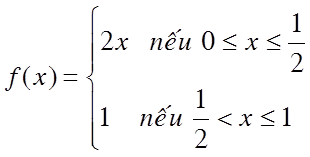 f(x) = { 2x nếu 0 ≤ x ≤ 1/2
1 nếu 1/2 < x ≤ 1